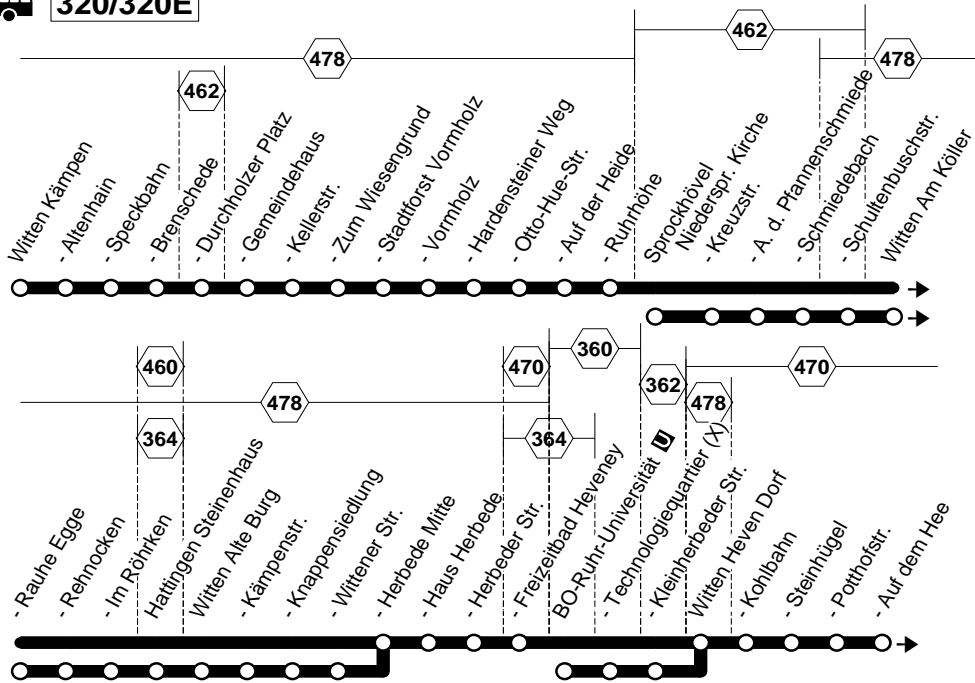 320/320E
478
462
462
478
Witten Kämpen
- Altenhain
- Speckbahn
- Brenschede
- Durchholzer Platz
- Gemeindehaus
- Kellerstr.
- Zum Wiesengrund
- Stadtforst Vormholz
- Vormholz
- Hardensteiner Weg
- Otto-Hue-Str.
- Auf der Heide
- Ruhrhöhe
Sprockhövel
Niederspr. Kirche
- Kreuzstr.
- A. d. Pfannenschmiede
- Schmiedebach
- Schultenbuschstr.
Witten Am Köller
460
364
478
470
364
360
362
478
470
- Rauhe Egge
- Rehnocken
- Im Röhrken
Hattingen Steinenhaus
Witten Alte Burg
- Kämpenstr.
- Knappensiedlung
- Wittener Str.
- Herbede Mitte
- Haus Herbede
- Herbeder Str.
- Freizeitbad Heveney
BO-Ruhr-Universität U
- Technologiequartier (X)
- Kleinherbeder Str.
Witten Heven Dorf
- Kohlbahn
- Steinhügel
- Potthofstr.
- Auf dem Hee